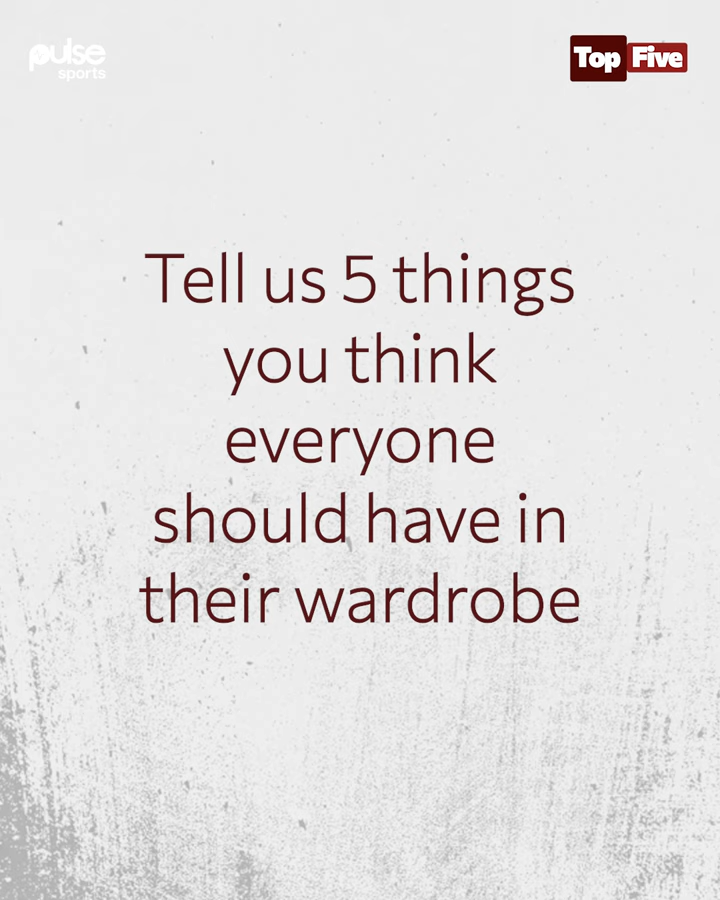 pulse
sports
Top Five
Tell us 5 things
you think
everyone
should have in
their wardrobe